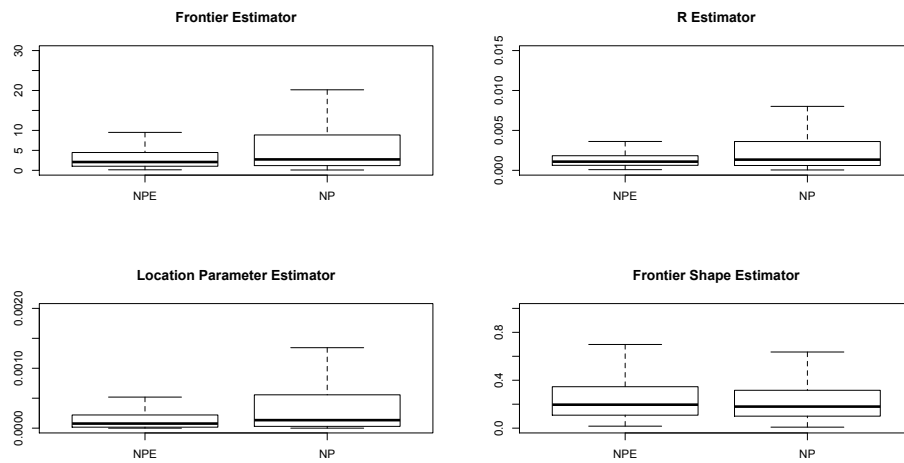 Frontier Estimator
30
20
10
5
0
NPE NP
R Estimator
0.015
0.010
0.005
0.000
NPE NP
Location Parameter Estimator
0.0020
0.0010
0.0000
NPE NP
Frontier Shape Estimator
0.8
0.4
0.0
NPE NP